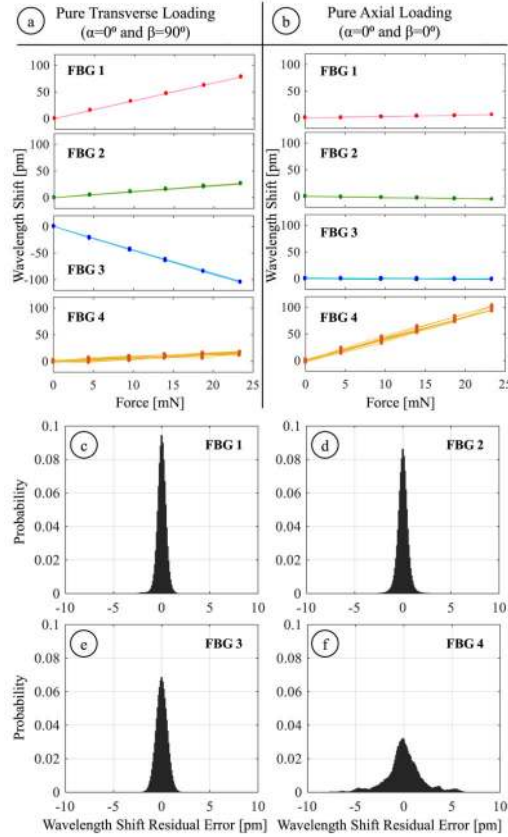 a Pure Transverse Loading
(α=0º and β=90º)
b Pure Axial Loading
(α=0º and β=0º)
Wavelength Shift [pm]
100
50
0
FBG 1
100
50
0
FBG 2
0
-50
-100
FBG 3
100
50
0
FBG 4
0 5 10 15 20 25
Force [mN]
Wavelength Shift [pm]
100
50
0
FBG 1
100
50
0
FBG 2
100
50
0
FBG 3
100
50
0
FBG 4
0 5 10 15 20 25
Force [mN]
c
FBG 1
Probability
0.1
0.08
0.06
0.04
0.02
0
-10 -5 0 5 10
d
FBG 2
0.1
0.08
0.06
0.04
0.02
0
-10 -5 0 5 10
e
FBG 3
Probability
0.1
0.08
0.06
0.04
0.02
0
-10 -5 0 5 10
Wavelength Shift Residual Error [pm]
f
FBG 4
0.1
0.08
0.06
0.04
0.02
0
-10 -5 0 5 10
Wavelength Shift Residual Error [pm]